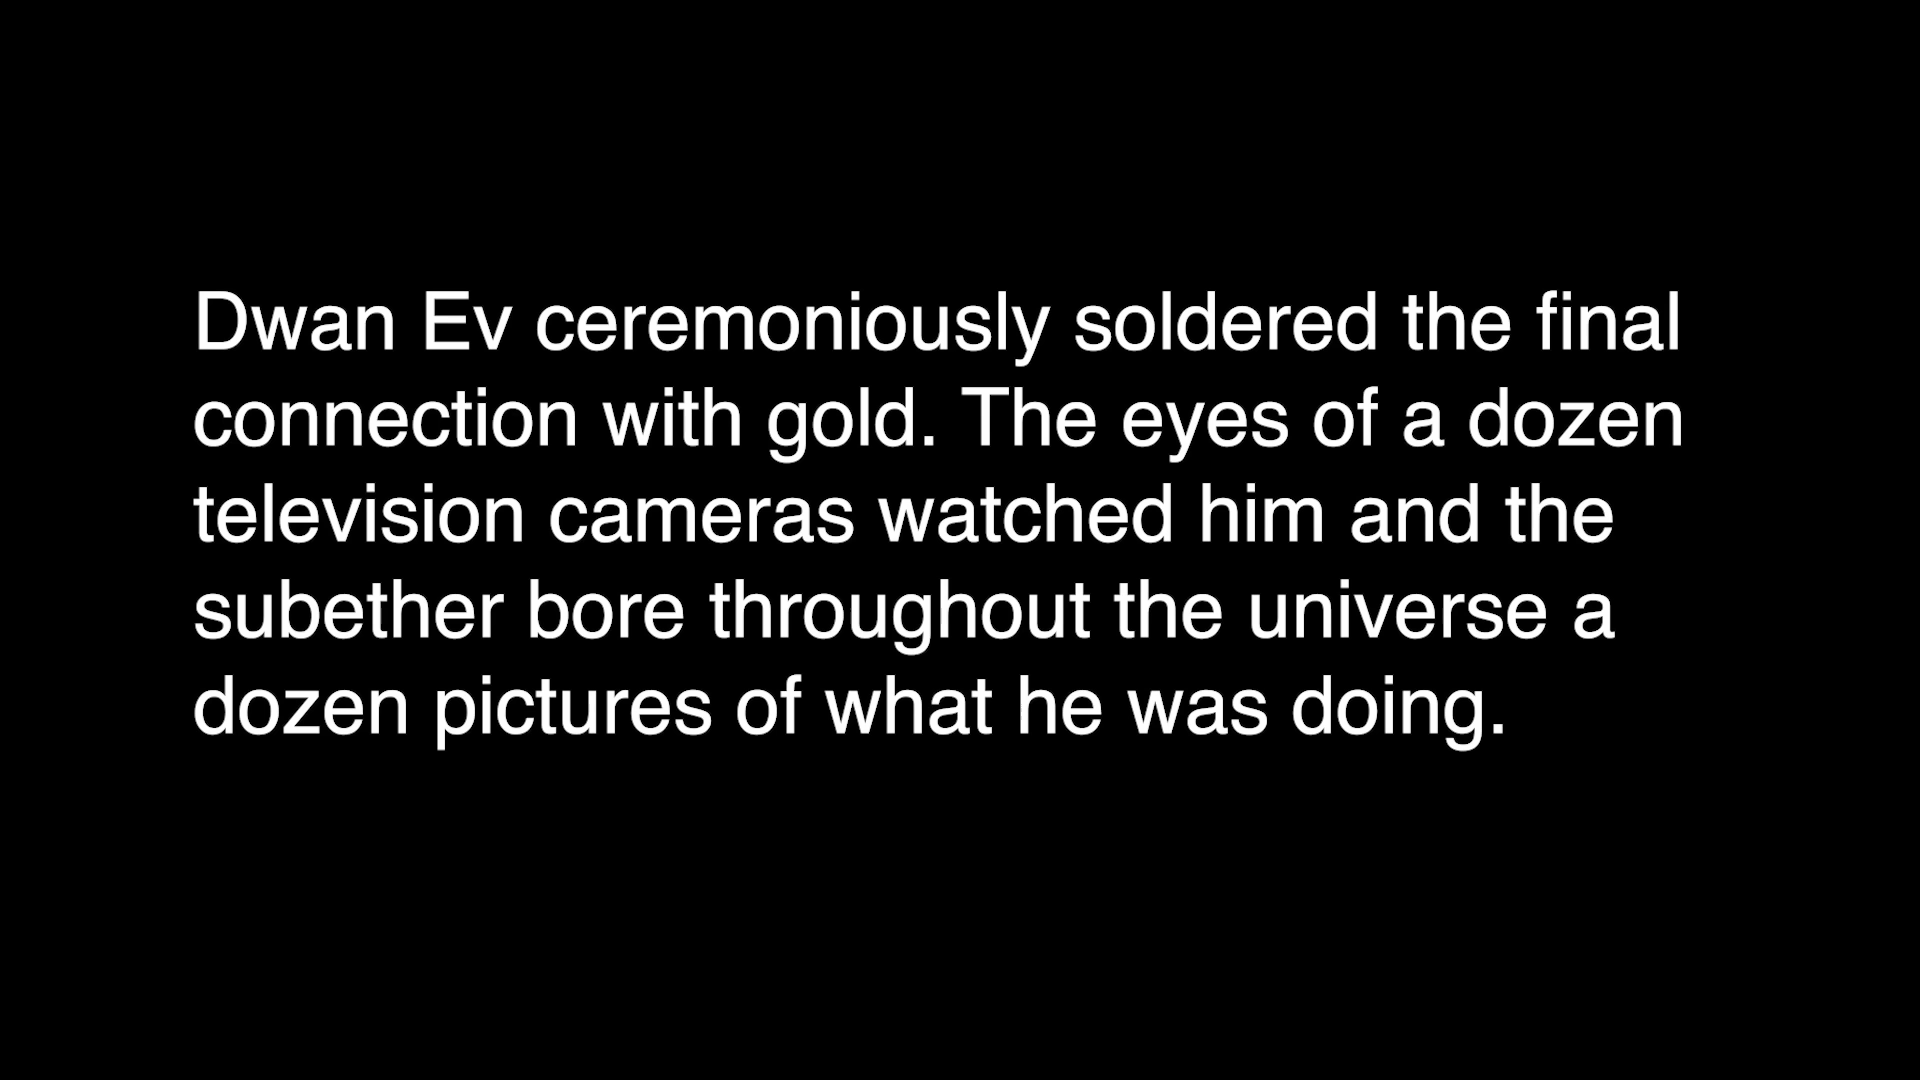 Dwan Ev ceremoniously soldered the final
connection with gold. The eyes of a dozen
television cameras watched him and the
subether bore throughout the universe a
dozen pictures of what he was doing.